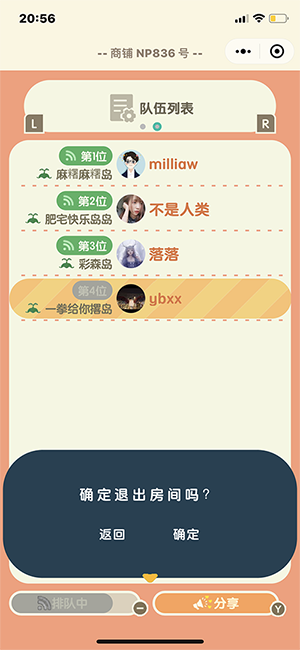 20:56
-- 商铺 NP836 号 --
队伍列表
L
R
第1位
milliaw
麻糬麻糬岛
第2位
不是人类
肥宅快乐岛岛
第3位
落落
彩森岛
第4位
ybxx
一拳给你撂岛
确定退出房间吗?
返回
确定
排队中
分享
Y